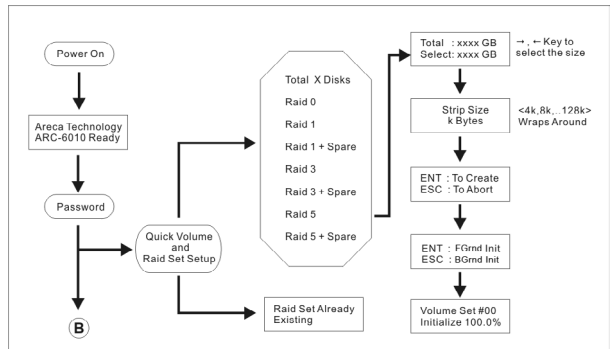 Power On
Areca Technology
ARC-6010 Ready
Password
B
Quick Volume
and
Raid Set Setup
Total X Disks
Raid 0
Raid 1
Raid 1 + Spare
Raid 3
Raid 3 + Spare
Raid 5
Raid 5 + Spare
Raid Set Already
Existing
Total : xxxx GB
Select: xxxx GB
→ , ← Key to
select the size
Strip Size
k Bytes
<4k,8k,..128k>
Wraps Around
ENT : To Create
ESC : To Abort
ENT : FGrnd Init
ESC : BGrnd Init
Volume Set #00
Initialize 100.0%